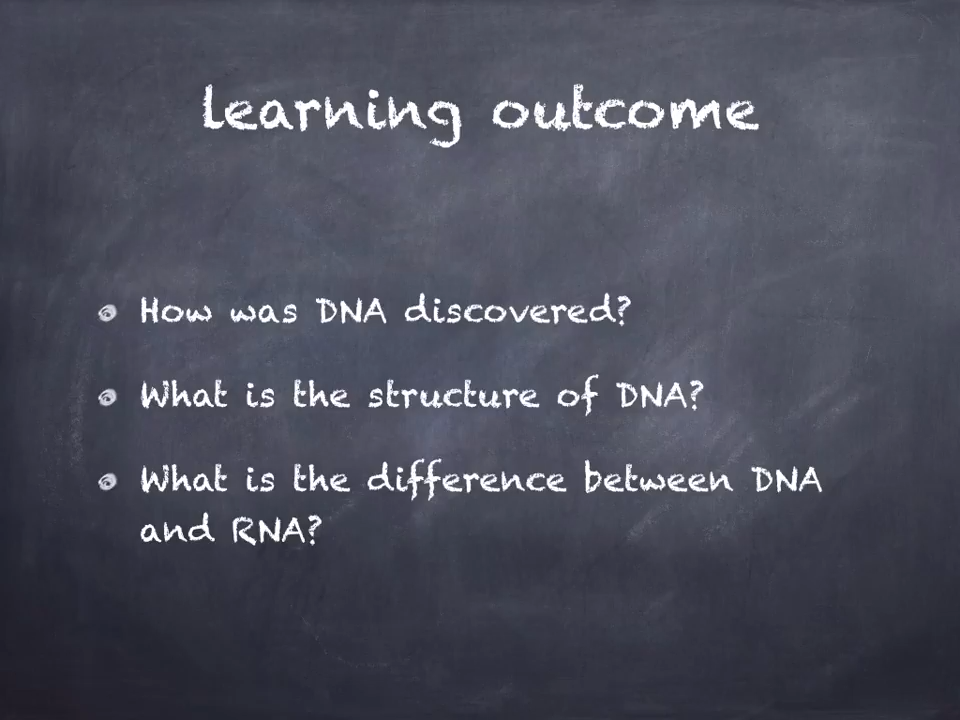 learning outcome
How was DNA discovered?
What is the structure of DNA?
What is the difference between DNA
and RNA?